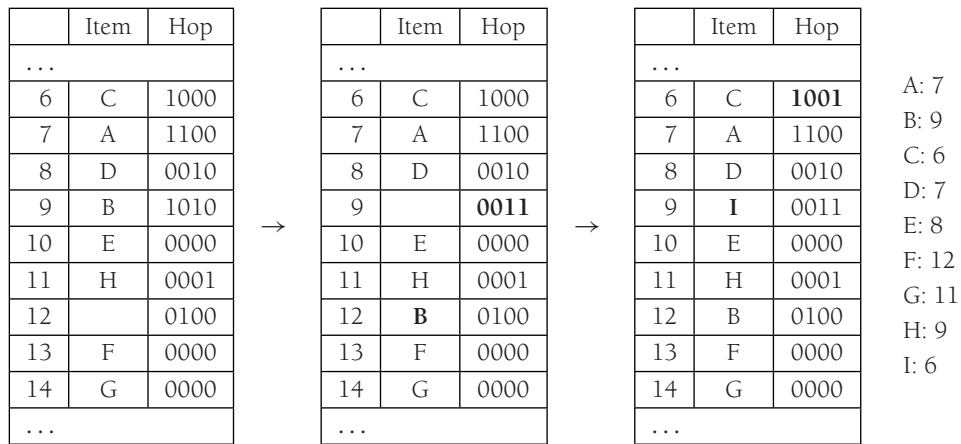 Item Hop
...
6 C 1000
7 A 1100
8 D 0010
9 B 1010
10 E 0000
11 H 0001
12 0100
13 F 0000
14 G 0000
...
→
Item Hop
...
6 C 1000
7 A 1100
8 D 0010
9 0011
10 E 0000
11 H 0001
12 B 0100
13 F 0000
14 G 0000
...
→
Item Hop
...
6 C 1001
7 A 1100
8 D 0010
9 I 0011
10 E 0000
11 H 0001
12 B 0100
13 F 0000
14 G 0000
...
A: 7
B: 9
C: 6
D: 7
E: 8
F: 12
G: 11
H: 9
I: 6